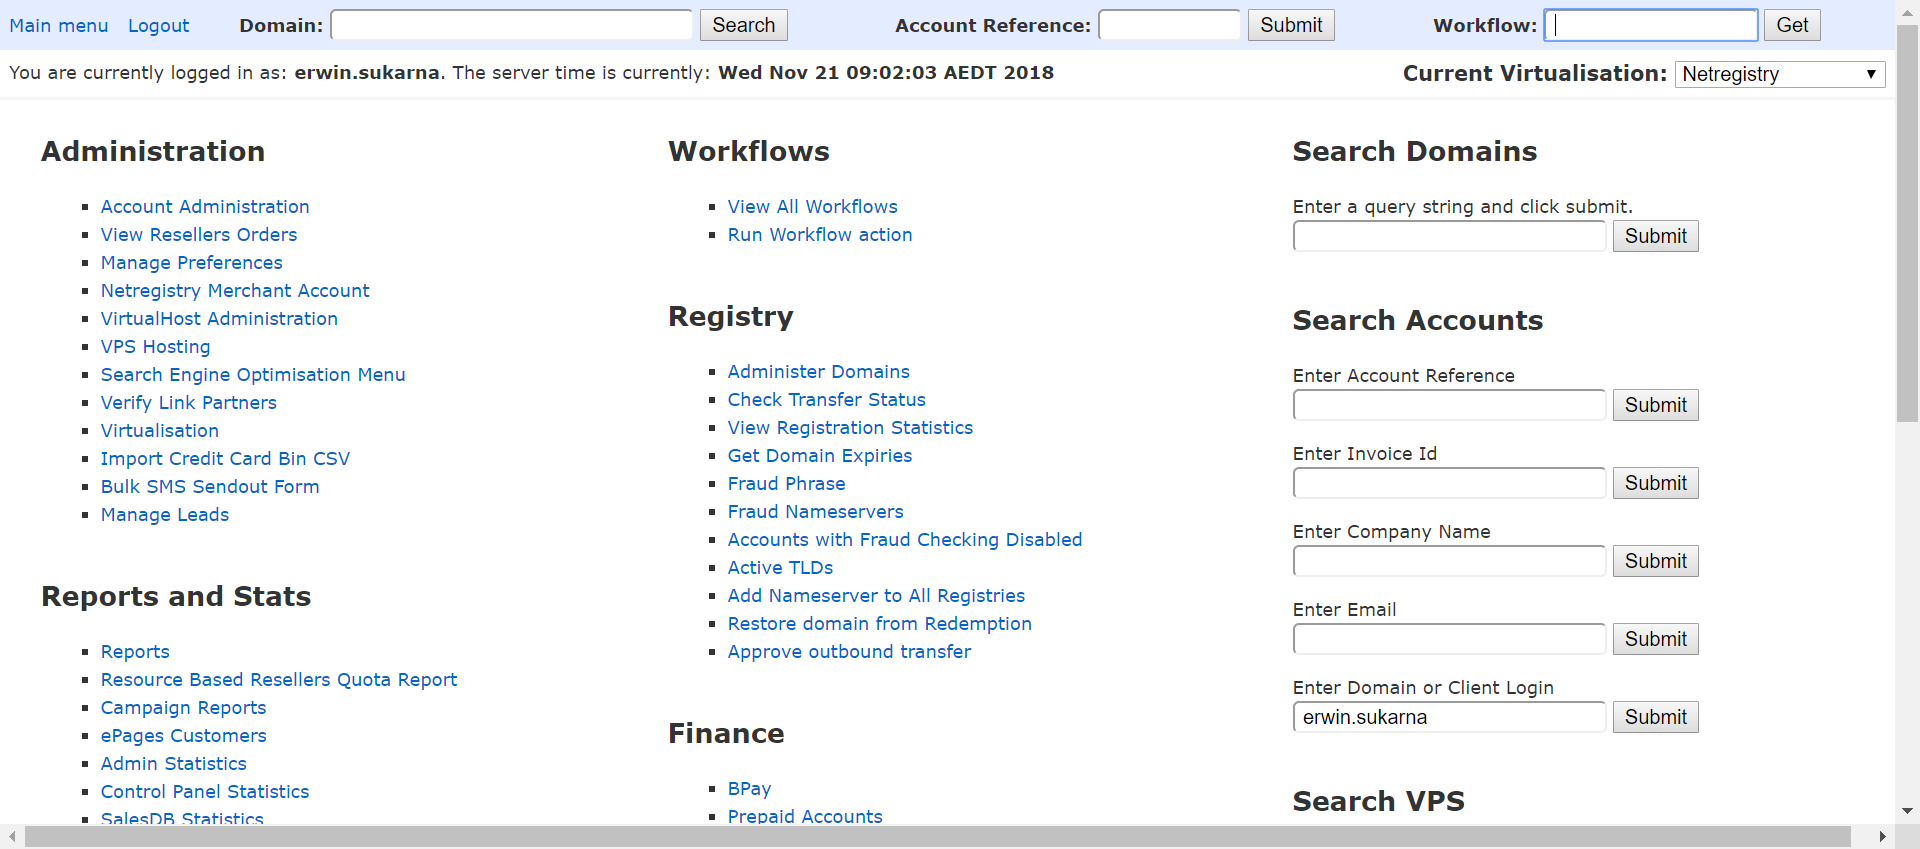 Main menu Logout Domain: Search Account Reference: Submit Workflow: Get
You are currently logged in as: erwin.sukarna. The server time is currently: Wed Nov 21 09:02:03 AEDT 2018 Current Virtualisation: Netregistry
Administration
Account Administration
View Resellers Orders
Manage Preferences
Netregistry Merchant Account
VirtualHost Administration
VPS Hosting
Search Engine Optimisation Menu
Verify Link Partners
Virtualisation
Import Credit Card Bin CSV
Bulk SMS Sendout Form
Manage Leads
Reports and Stats
Reports
Resource Based Resellers Quota Report
Campaign Reports
ePages Customers
Admin Statistics
Control Panel Statistics
SalesDB Statistics
Workflows
View All Workflows
Run Workflow action
Registry
Administer Domains
Check Transfer Status
View Registration Statistics
Get Domain Expiries
Fraud Phrase
Fraud Nameservers
Accounts with Fraud Checking Disabled
Active TLDs
Add Nameserver to All Registries
Restore domain from Redemption
Approve outbound transfer
Finance
BPay
Prepaid Accounts
Search Domains
Enter a query string and click submit.
Submit
Search Accounts
Enter Account Reference
Submit
Enter Invoice Id
Submit
Enter Company Name
Submit
Enter Email
Submit
Enter Domain or Client Login
erwin.sukarna Submit
Search VPS